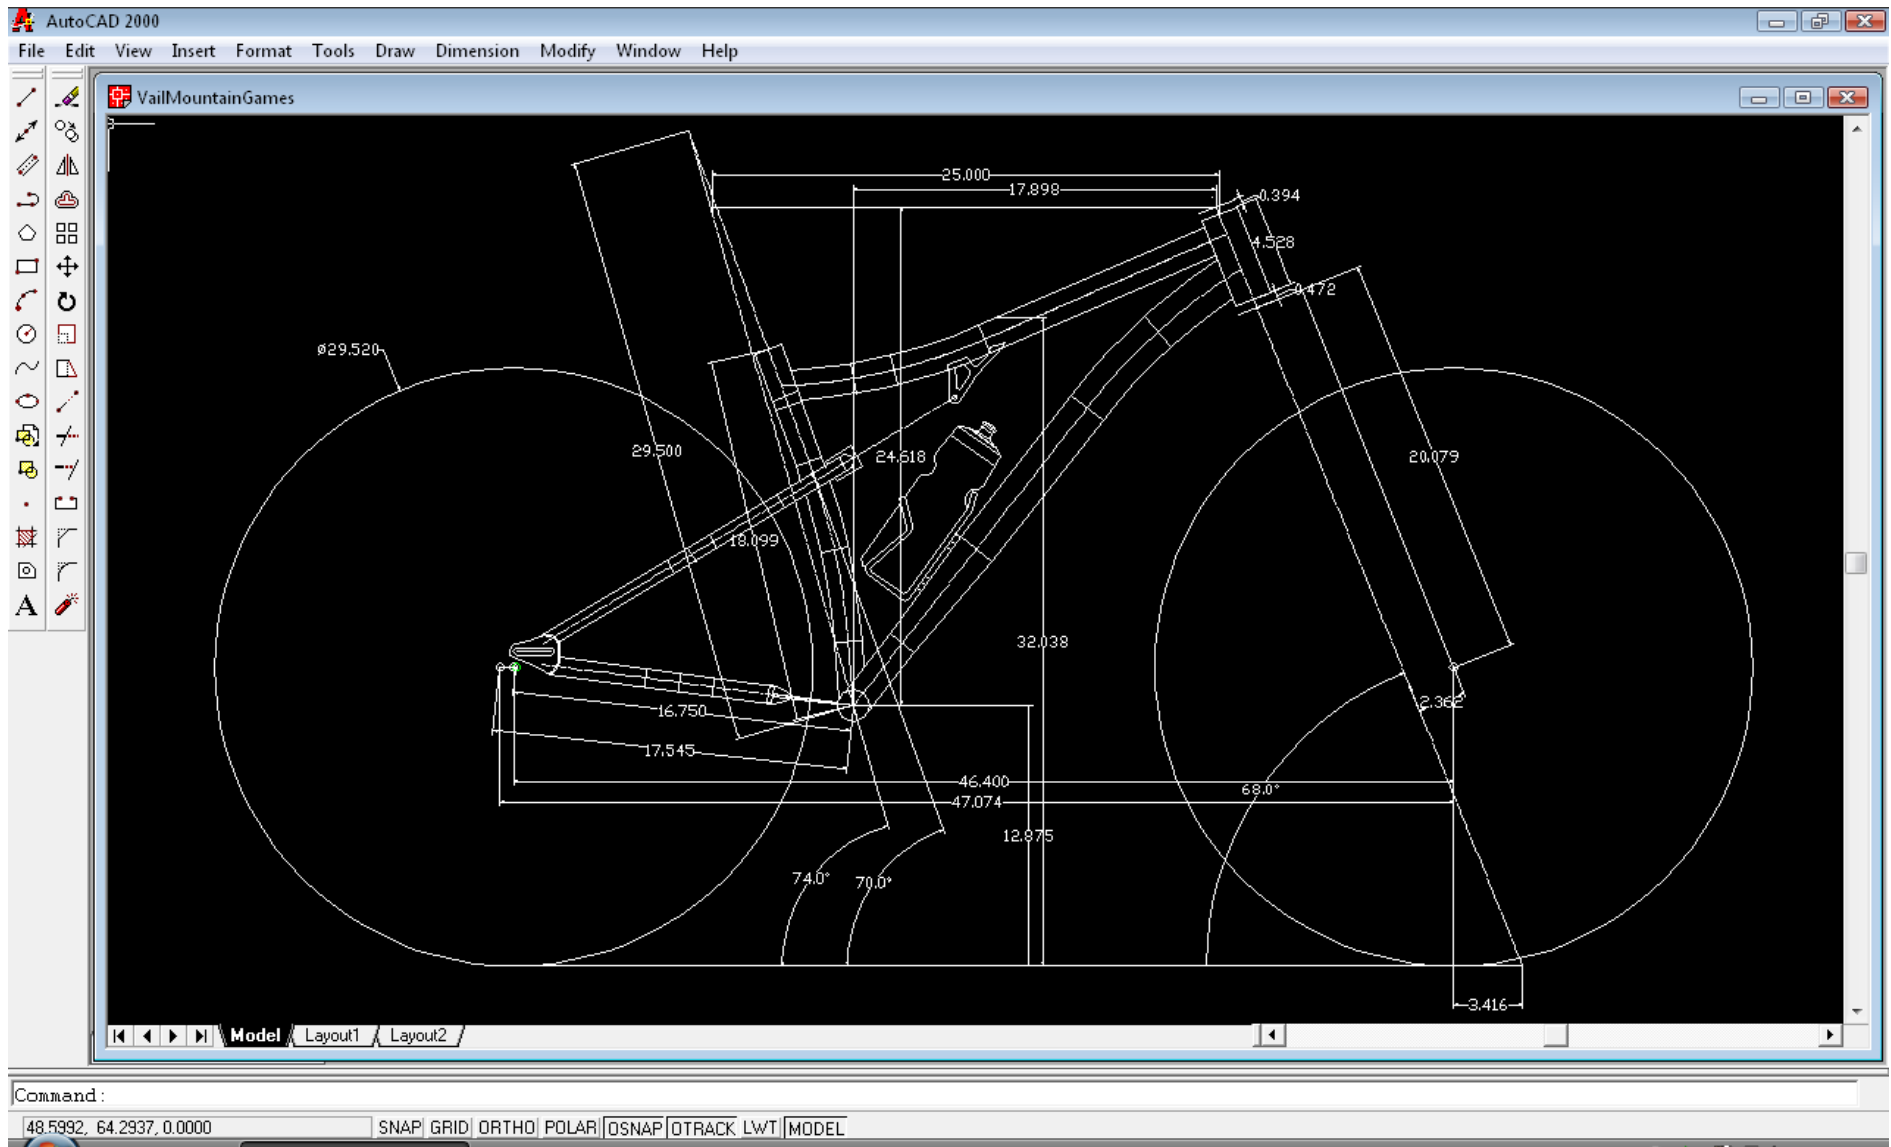 AutoCAD 2000
File Edit View Insert Format Tools Draw Dimension Modify Window Help
VailMountainGames
25.000
17.898
0.394
4.528
0.472
ø29.520
29.500
24.618
20.079
18.099
32.038
2.362
16.750
17.545
46.400
68.0°
47.074
12.875
74.0°
70.0°
3.416
A
Model Layout1 Layout2
Command:
48.5992, 64.2937, 0.0000 SNAP GRID ORTHO POLAR OSNAP OTRACK LWT MODEL